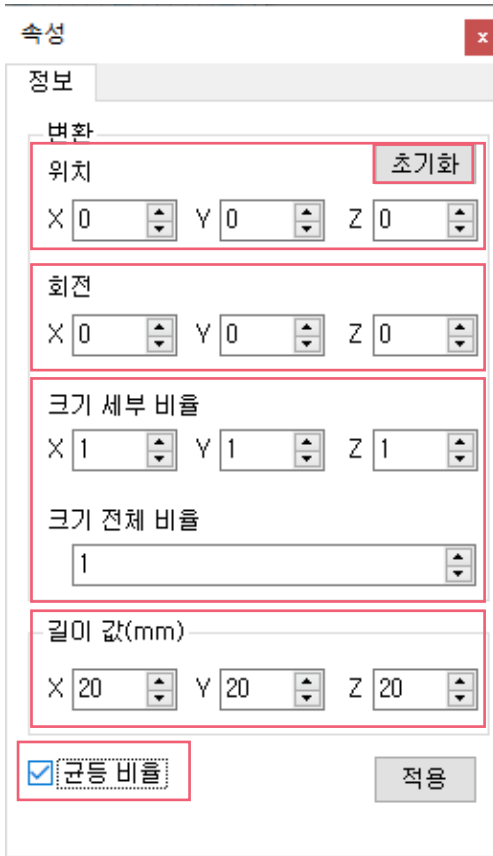 속성 x
정보
변환
위치 초기화
X 0 Y 0 Z 0
회전
X 0 Y 0 Z 0
크기 세부 비율
X 1 Y 1 Z 1
크기 전체 비율
1
길이 값(mm)
X 20 Y 20 Z 20
균등 비율 적용